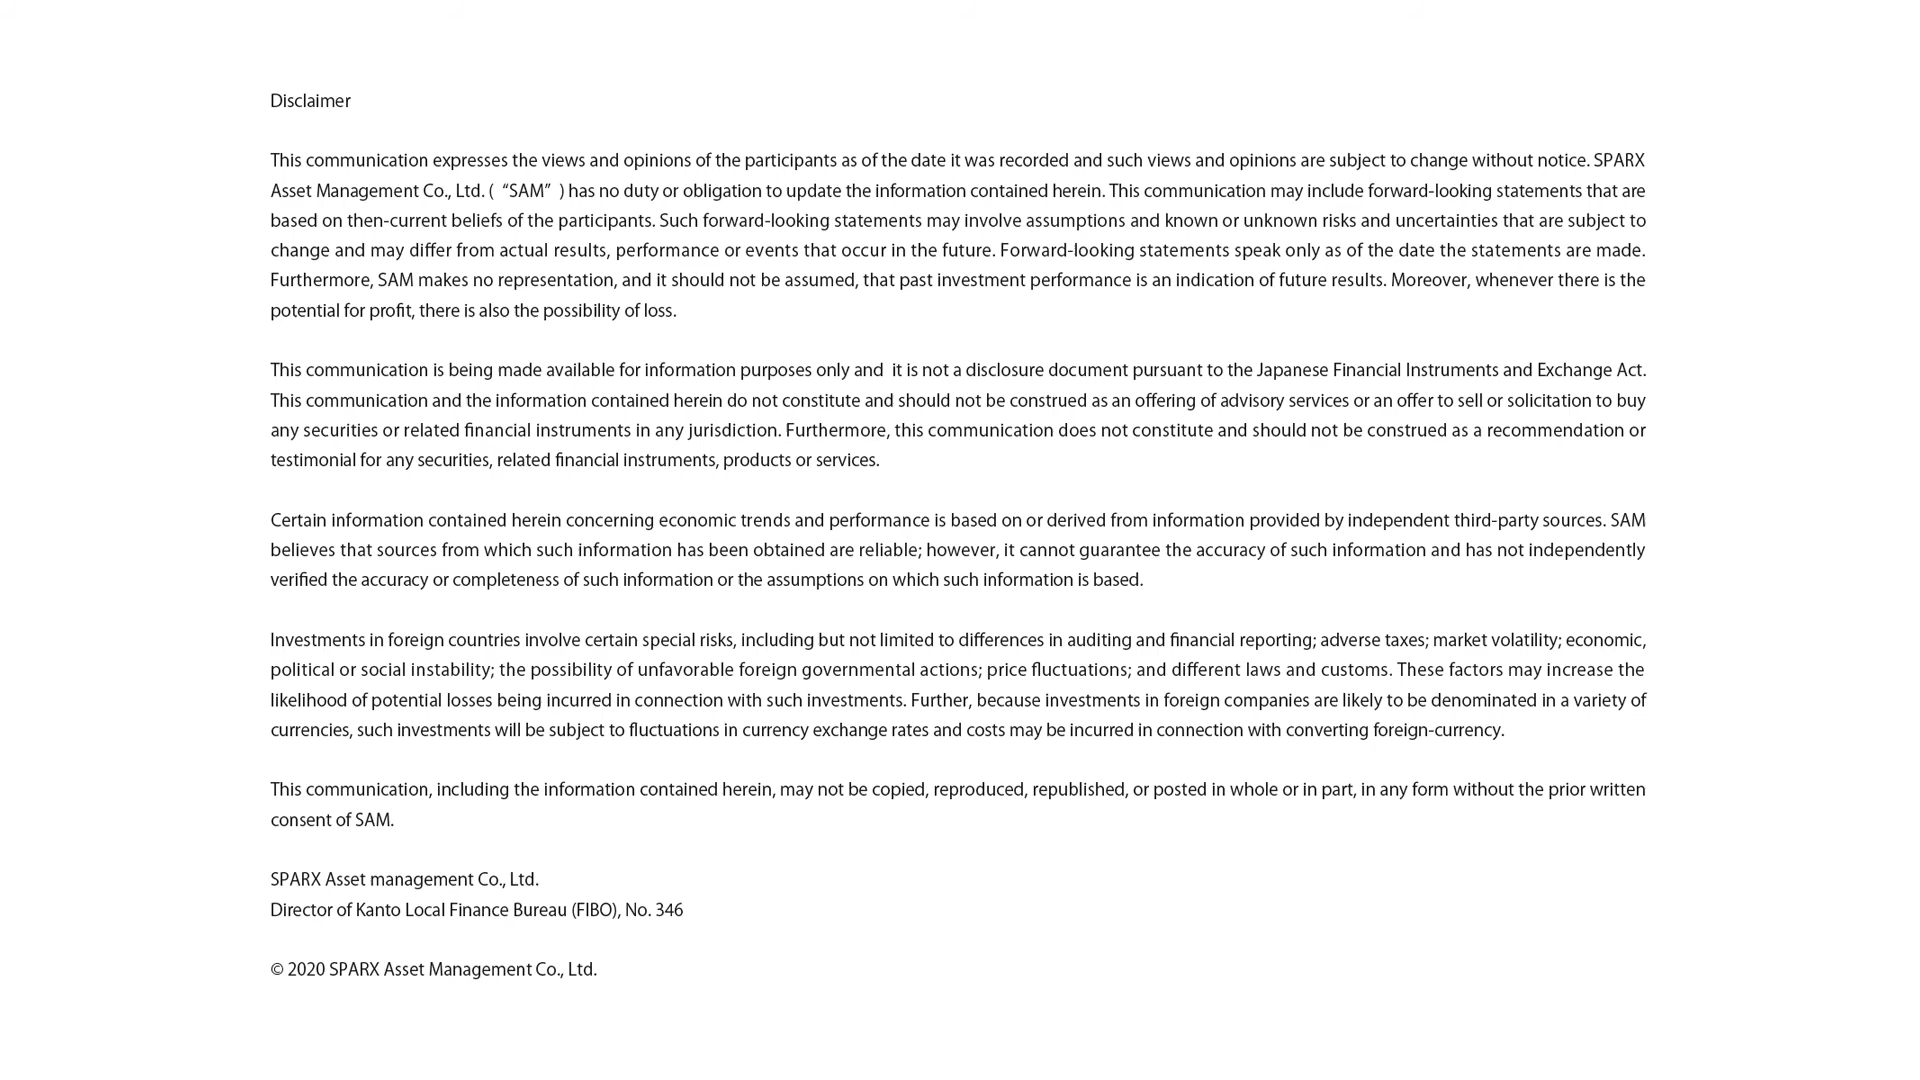 Disclaimer
This communication expresses the views and opinions of the participants as of the date it was recorded and such views and opinions are subject to change without notice. SPARX
Asset Management Co., Ltd. ( “SAM” ) has no duty or obligation to update the information contained herein. This communication may include forward-looking statements that are
based on then-current beliefs of the participants. Such forward-looking statements may involve assumptions and known or unknown risks and uncertainties that are subject to
change and may differ from actual results, performance or events that occur in the future. Forward-looking statements speak only as of the date the statements are made.
Furthermore, SAM makes no representation, and it should not be assumed, that past investment performance is an indication of future results. Moreover, whenever there is the
potential for profit, there is also the possibility of loss.
This communication is being made available for information purposes only and  it is not a disclosure document pursuant to the Japanese Financial Instruments and Exchange Act.
This communication and the information contained herein do not constitute and should not be construed as an offering of advisory services or an offer to sell or solicitation to buy
any securities or related financial instruments in any jurisdiction. Furthermore, this communication does not constitute and should not be construed as a recommendation or
testimonial for any securities, related financial instruments, products or services.
Certain information contained herein concerning economic trends and performance is based on or derived from information provided by independent third-party sources. SAM
believes that sources from which such information has been obtained are reliable; however, it cannot guarantee the accuracy of such information and has not independently
verified the accuracy or completeness of such information or the assumptions on which such information is based.
Investments in foreign countries involve certain special risks, including but not limited to differences in auditing and financial reporting; adverse taxes; market volatility; economic,
political or social instability; the possibility of unfavorable foreign governmental actions; price fluctuations; and different laws and customs. These factors may increase the
likelihood of potential losses being incurred in connection with such investments. Further, because investments in foreign companies are likely to be denominated in a variety of
currencies, such investments will be subject to fluctuations in currency exchange rates and costs may be incurred in connection with converting foreign-currency.
This communication, including the information contained herein, may not be copied, reproduced, republished, or posted in whole or in part, in any form without the prior written
consent of SAM.
SPARX Asset management Co., Ltd.
Director of Kanto Local Finance Bureau (FIBO), No. 346
© 2020 SPARX Asset Management Co., Ltd.